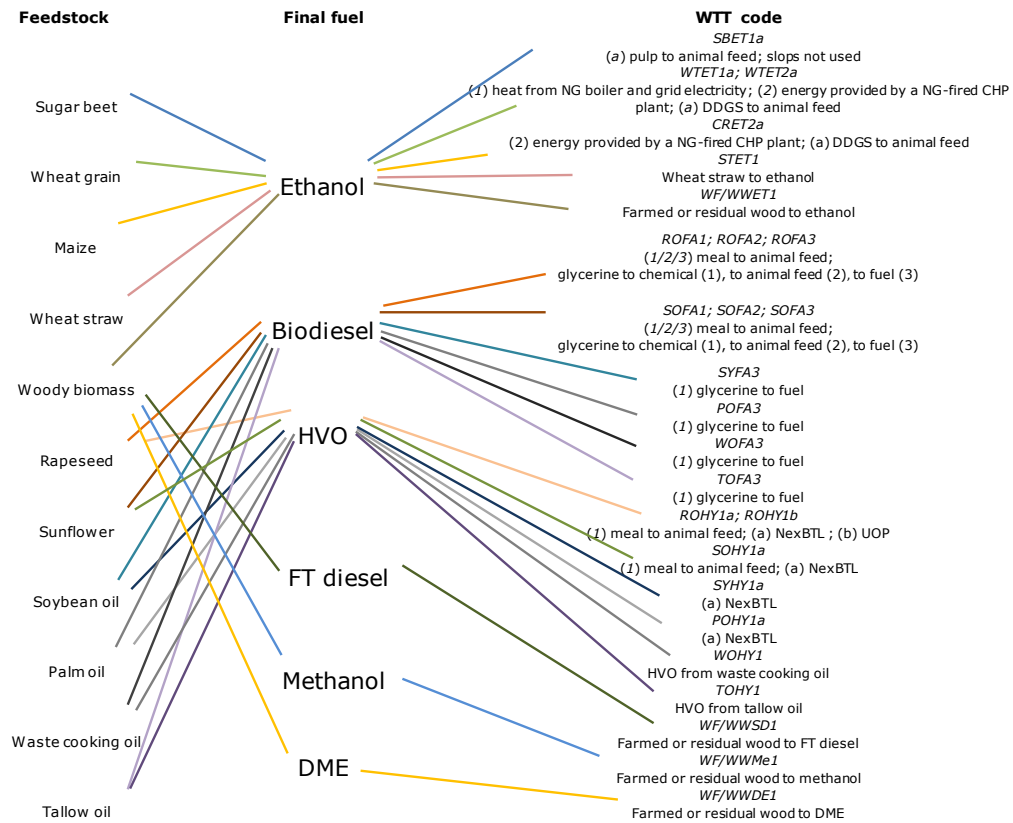 Feedstock
Final fuel
WTT code
Sugar beet
Wheat grain
Maize
Wheat straw
Woody biomass
Rapeseed
Sunflower
Soybean oil
Palm oil
Waste cooking oil
Tallow oil
Ethanol
Biodiesel
HVO
FT diesel
Methanol
DME
SBET1a
(a) pulp to animal feed; slops not used
WTET1a; WTET2a
(1) heat from NG boiler and grid electricity; (2) energy provided by a NG-fired CHP
plant; (a) DDGS to animal feed
CRET2a
(2) energy provided by a NG-fired CHP plant; (a) DDGS to animal feed
STET1
Wheat straw to ethanol
WF/WWET1
Farmed or residual wood to ethanol
ROFA1; ROFA2; ROFA3
(1/2/3) meal to animal feed;
glycerine to chemical (1), to animal feed (2), to fuel (3)
SOFA1; SOFA2; SOFA3
(1/2/3) meal to animal feed;
glycerine to chemical (1), to animal feed (2), to fuel (3)
SYFA3
(1) glycerine to fuel
POFA3
(1) glycerine to fuel
WOFA3
(1) glycerine to fuel
TOFA3
(1) glycerine to fuel
ROHY1a; ROHY1b
(1) meal to animal feed; (a) NexBTL ; (b) UOP
SOHY1a
(1) meal to animal feed; (a) NexBTL
SYHY1a
(a) NexBTL
POHY1a
(a) NexBTL
WOHY1
HVO from waste cooking oil
TOHY1
HVO from tallow oil
WF/WWSD1
Farmed or residual wood to FT diesel
WF/WWMe1
Farmed or residual wood to methanol
WF/WWDE1
Farmed or residual wood to DME